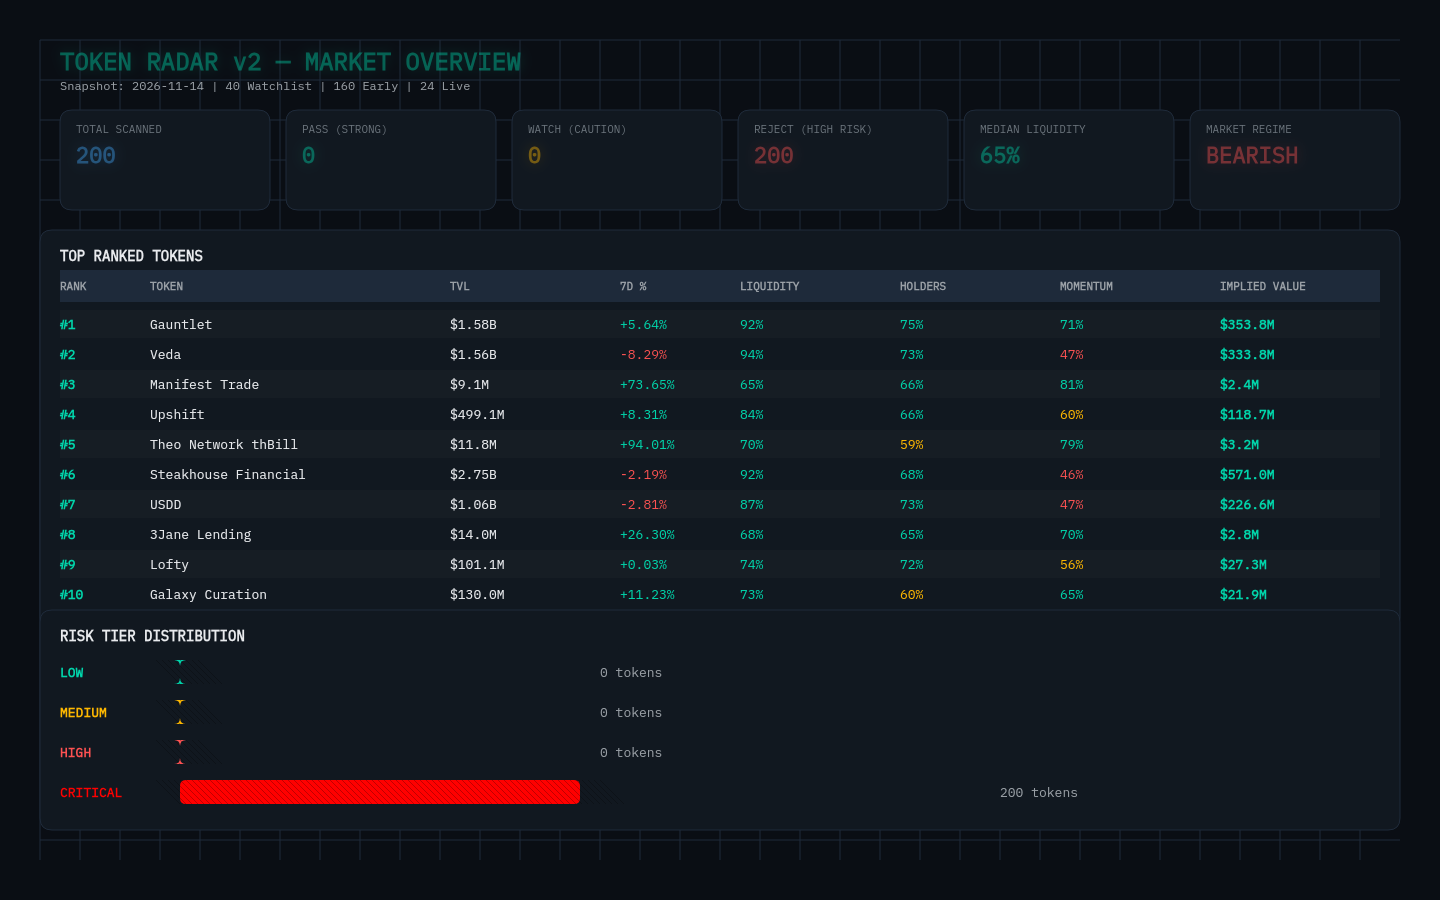 TOKEN RADAR v2 — MARKET OVERVIEW
Snapshot: 2026-11-14 | 40 Watchlist | 160 Early | 24 Live
TOTAL SCANNED PASS (STRONG) WATCH (CAUTION) REJECT (HIGH RISK) MEDIAN LIQUIDITY MARKET REGIME
200 0 0 200 65% BEARISH
TOP RANKED TOKENS
RANK TOKEN TVL 7D % LIQUIDITY HOLDERS MOMENTUM IMPLIED VALUE
#1 Gauntlet $1.58B +5.64% 92% 75% 71% $353.8M
#2 Veda $1.56B -8.29% 94% 73% 47% $333.8M
#3 Manifest Trade $9.1M +73.65% 65% 66% 81% $2.4M
#4 Upshift $499.1M +8.31% 84% 66% 60% $118.7M
#5 Theo Network thBill $11.8M +94.01% 70% 59% 79% $3.2M
#6 Steakhouse Financial $2.75B -2.19% 92% 68% 46% $571.0M
#7 USDD $1.06B -2.81% 87% 73% 47% $226.6M
#8 3Jane Lending $14.0M +26.30% 68% 65% 70% $2.8M
#9 Lofty $101.1M +0.03% 74% 72% 56% $27.3M
#10 Galaxy Curation $130.0M +11.23% 73% 60% 65% $21.9M
RISK TIER DISTRIBUTION
LOW 0 tokens
MEDIUM 0 tokens
HIGH 0 tokens
CRITICAL 200 tokens